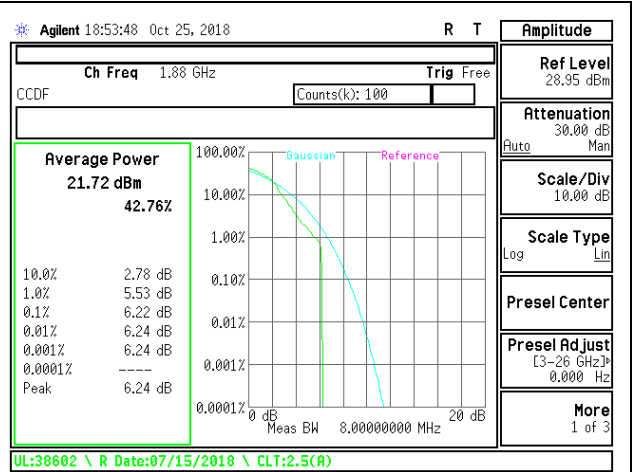 Agilent 18:53:48 Oct 25, 2018 R T
Ch Freq 1.88 GHz Trig Free
CCDF Counts(k): 100
Average Power
21.72 dBm
42.76%
10.0% 2.78 dB
1.0% 5.53 dB
0.1% 6.22 dB
0.01% 6.24 dB
0.001% 6.24 dB
0.0001% ----
Peak 6.24 dB
Gaussian Reference
100.00%
10.00%
1.00%
0.10%
0.01%
0.001%
0.0001%
0 dB 20 dB
Meas BW 8.00000000 MHz
UL:38602 \ R Date:07/15/2018 \ CLT:2.5(A)
Amplitude
Ref Level
28.95 dBm
Attenuation
30.00 dB
Auto Man
Scale/Div
10.00 dB
Scale Type
Log Lin
Presel Center
Presel Adjust
[3-26 GHz]
0.000 Hz
More
1 of 3